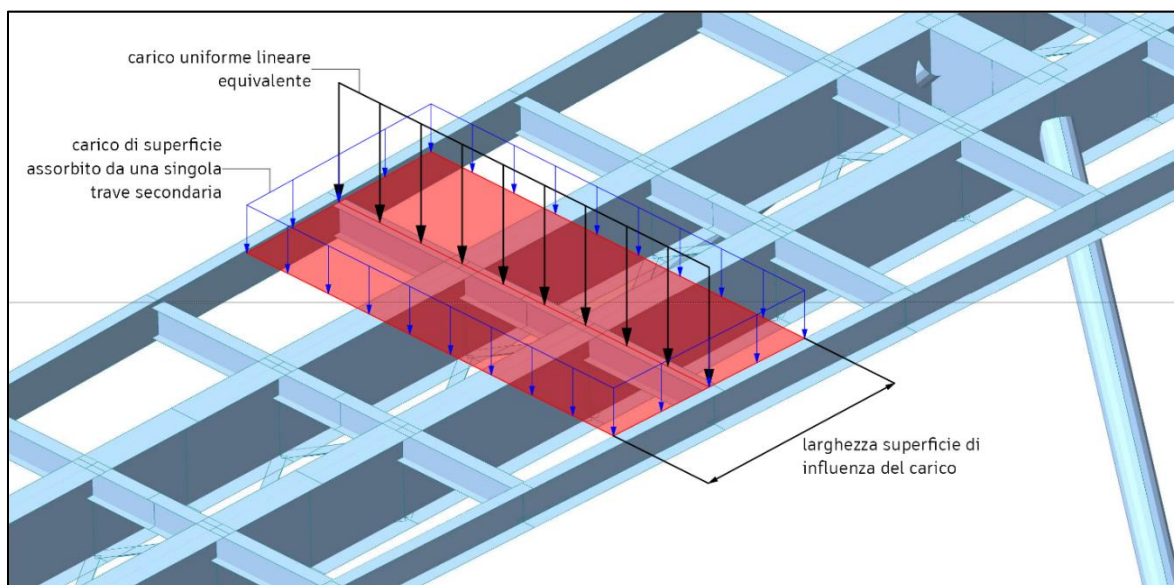 carico uniforme lineare
equivalente
carico di superficie
assorbito da una singola
trave secondaria
larghezza superficie di
influenza del carico